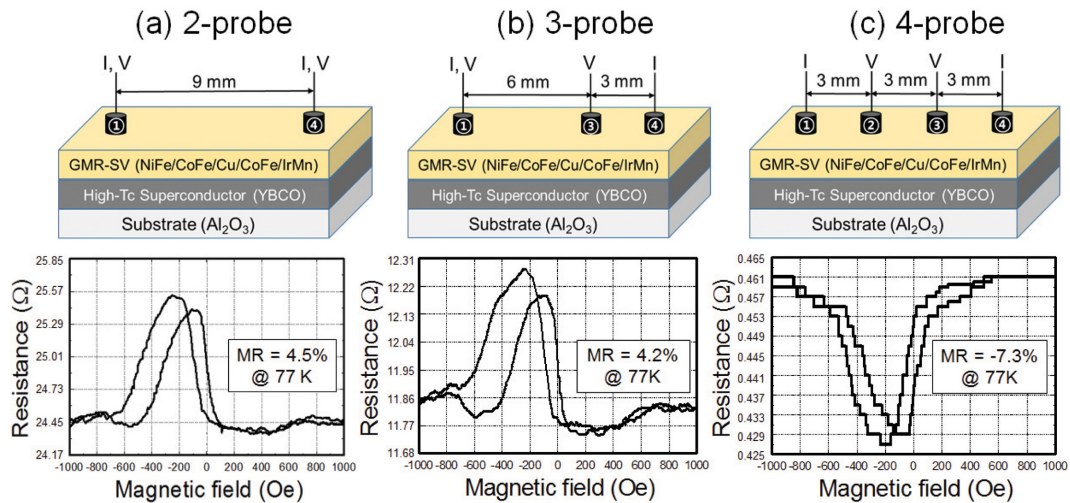 (a) 2-probe
I, V
I, V
9 mm
① ④
GMR-SV (NiFe/CoFe/Cu/CoFe/IrMn)
High-Tc Superconductor (YBCO)
Substrate (Al₂O₃)
Resistance (Ω)
25.85
25.57
25.29
25.01
24.73
24.45
24.17
MR = 4.5%
@ 77 K
-1000 -800 -600 -400 -200 0 200 400 600 800 1000
Magnetic field (Oe)
(b) 3-probe
I, V V I
6 mm 3 mm
① ③ ④
GMR-SV (NiFe/CoFe/Cu/CoFe/IrMn)
High-Tc Superconductor (YBCO)
Substrate (Al₂O₃)
Resistance (Ω)
12.31
12.22
12.13
12.04
11.95
11.86
11.77
11.68
MR = 4.2%
@ 77K
-1000 -800 -600 -400 -200 0 200 400 600 800 1000
Magnetic field (Oe)
(c) 4-probe
I V V I
3 mm 3 mm 3 mm
① ② ③ ④
GMR-SV (NiFe/CoFe/Cu/CoFe/IrMn)
High-Tc Superconductor (YBCO)
Substrate (Al₂O₃)
Resistance (Ω)
0.465
0.461
0.457
0.453
0.449
0.445
0.441
0.437
0.433
0.429
0.425
MR = -7.3%
@ 77K
-1000 -800 -600 -400 -200 0 200 400 600 800 1000
Magnetic field (Oe)